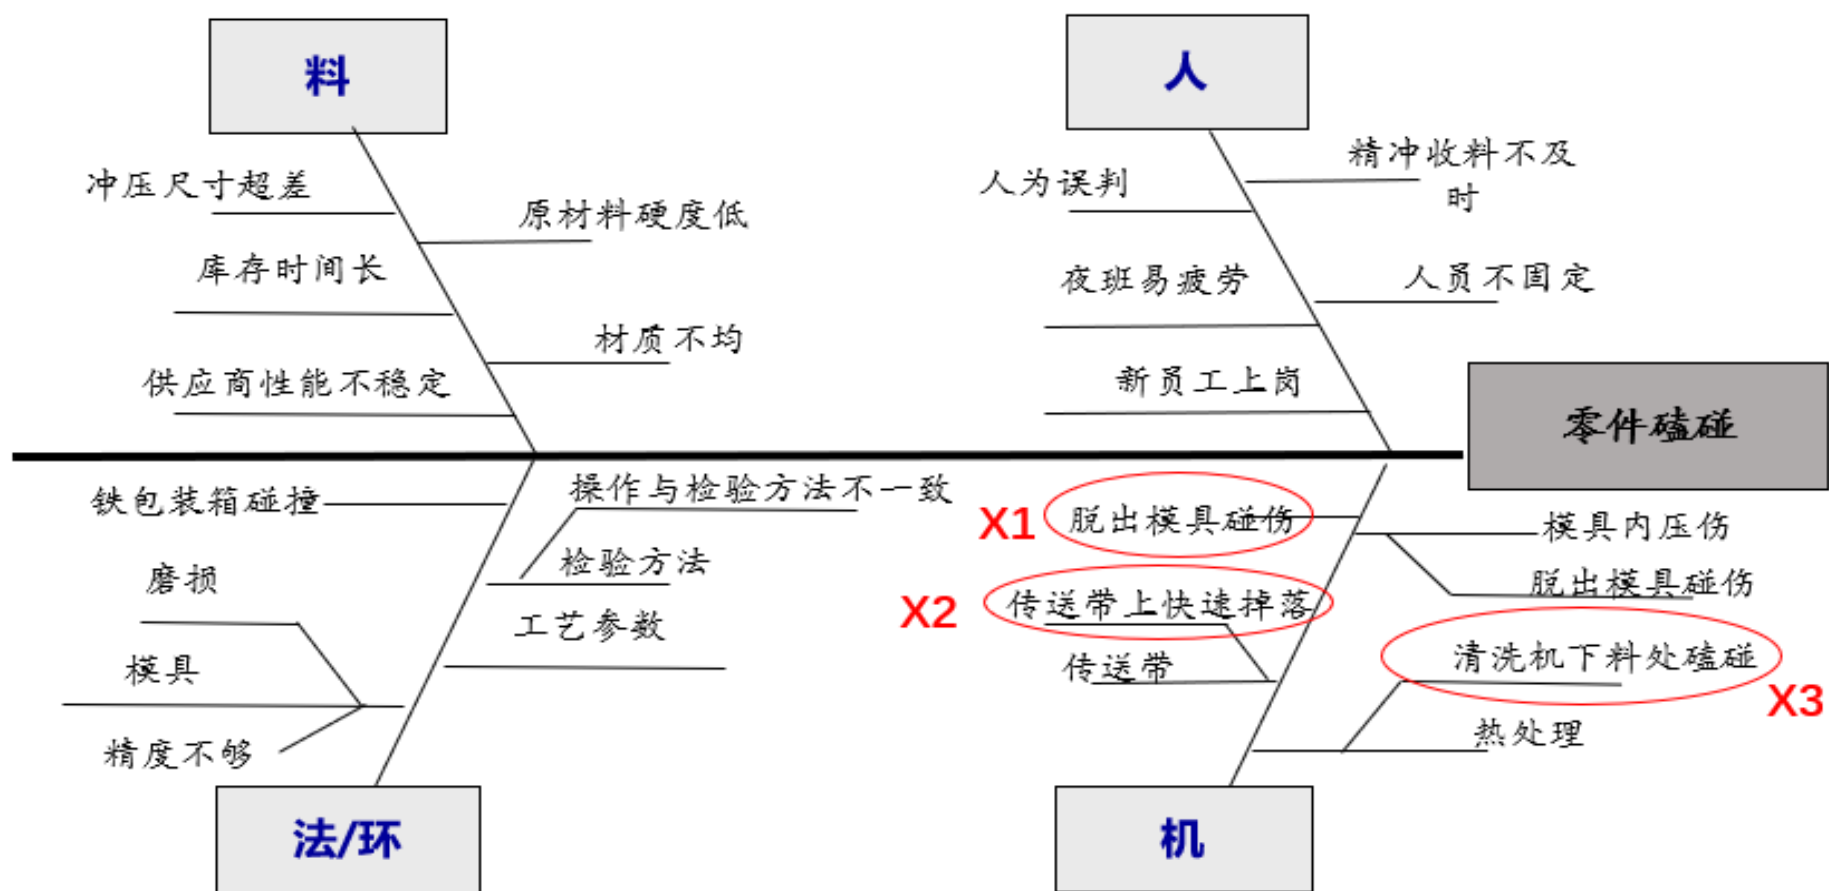 料
人
冲压尺寸超差
原材料硬度低
库存时间长
材质不均
供应商性能不稳定
人为误判
精冲收料不及
时
夜班易疲劳
人员不固定
新员工上岗
零件磕碰
铁包装箱碰撞
操作与检验方法不一致
检验方法
磨损
工艺参数
模具
精度不够
X1
脱出模具碰伤
模具内压伤
脱出模具碰伤
X2
传送带上快速掉落
传送带
清洗机下料处磕碰
X3
热处理
法/环
机